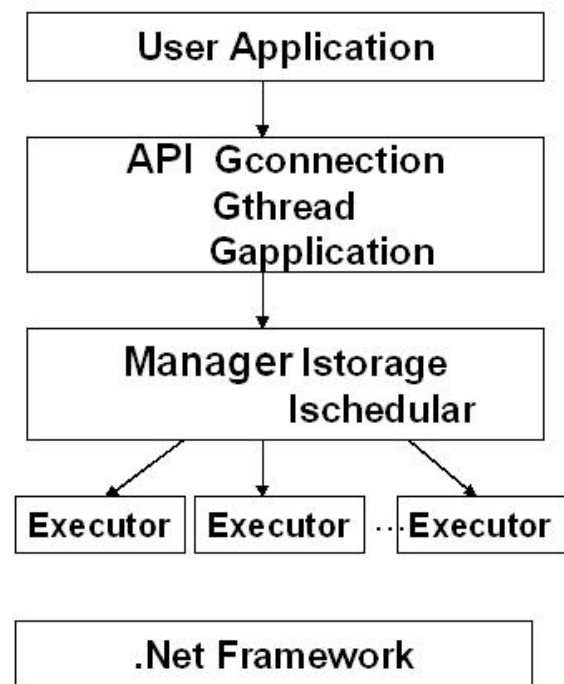 User Application
API Gconnection
Gthread
Gapplication
Manager Istorage
Ischedular
Executor Executor ...Executor
.Net Framework